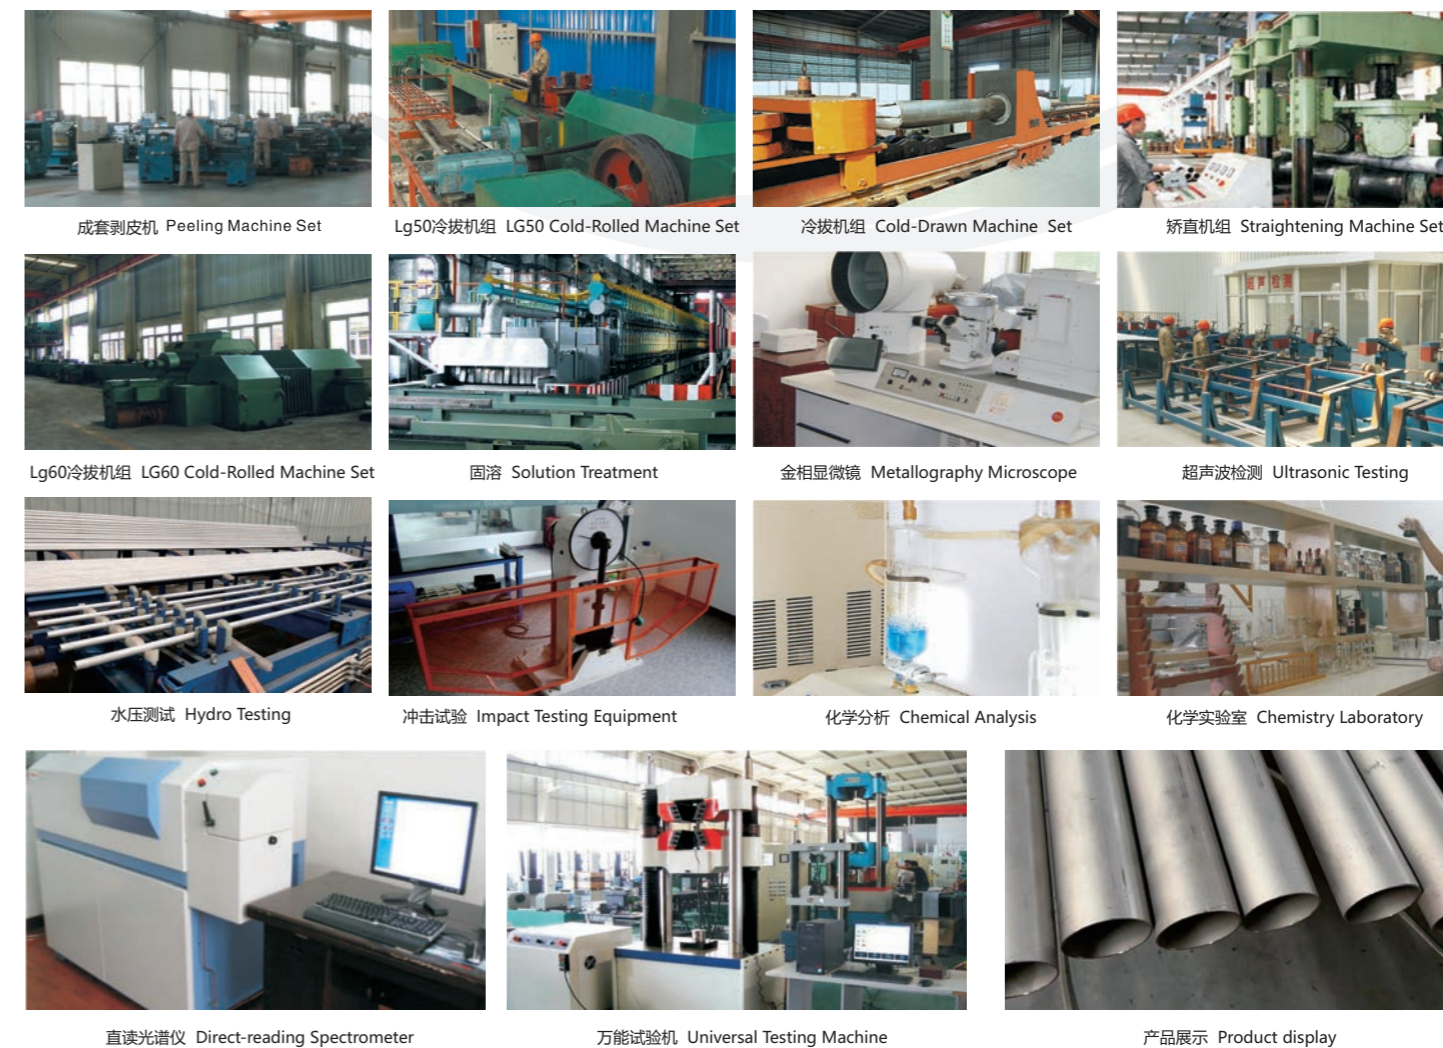 成套剥皮机 Peeling Machine Set
Lg50冷拔机组 LG50 Cold-Rolled Machine Set
冷拔机组 Cold-Drawn Machine Set
矫直机组 Straightening Machine Set
超声检测
Lg60冷拔机组 LG60 Cold-Rolled Machine Set
固溶 Solution Treatment
金相显微镜 Metallography Microscope
超声波检测 Ultrasonic Testing
水压测试 Hydro Testing
冲击试验 Impact Testing Equipment
化学分析 Chemical Analysis
化学实验室 Chemistry Laboratory
直读光谱仪 Direct-reading Spectrometer
万能试验机 Universal Testing Machine
产品展示 Product display